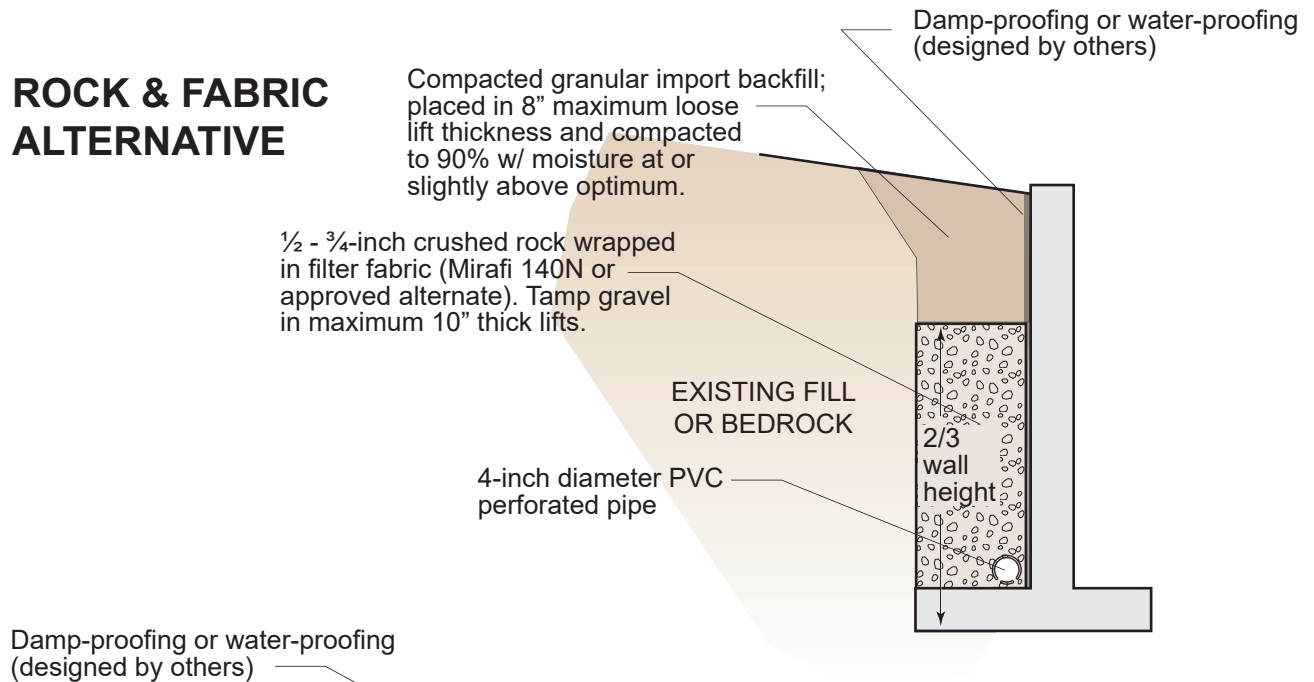 ROCK & FABRIC
ALTERNATIVE
Damp-proofing or water-proofing
(designed by others)
Compacted granular import backfill;
placed in 8” maximum loose
lift thickness and compacted
to 90% w/ moisture at or
slightly above optimum.
½ - ¾-inch crushed rock wrapped
in filter fabric (Mirafi 140N or
approved alternate). Tamp gravel
in maximum 10” thick lifts.
EXISTING FILL
OR BEDROCK
2/3
wall
height
4-inch diameter PVC
perforated pipe
Damp-proofing or water-proofing
(designed by others)